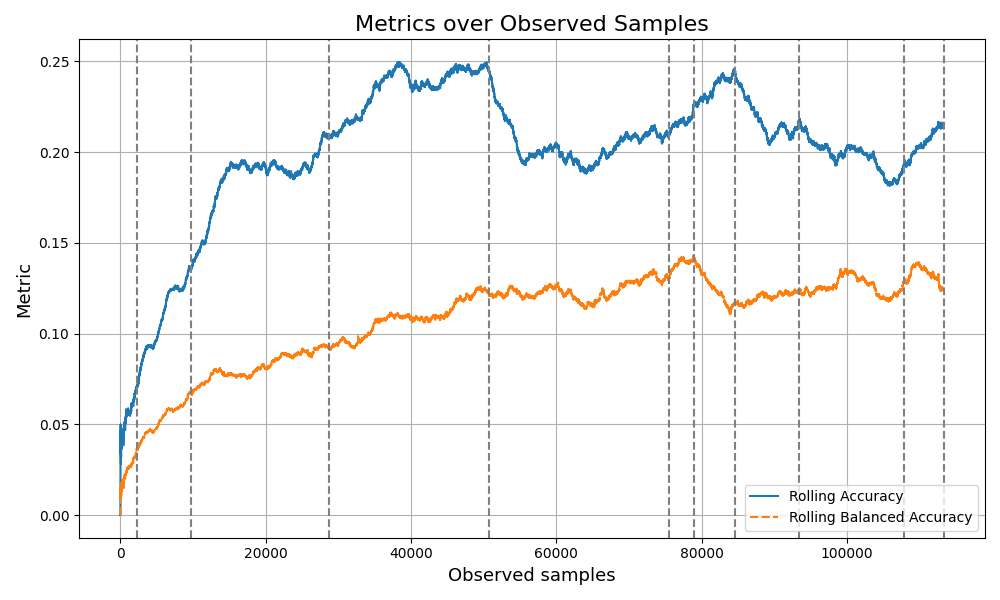 Metrics over Observed Samples
Metric
0.25
0.20
0.15
0.10
0.05
0.00
0
20000
40000
60000
80000
100000
Observed samples
Rolling Accuracy
Rolling Balanced Accuracy